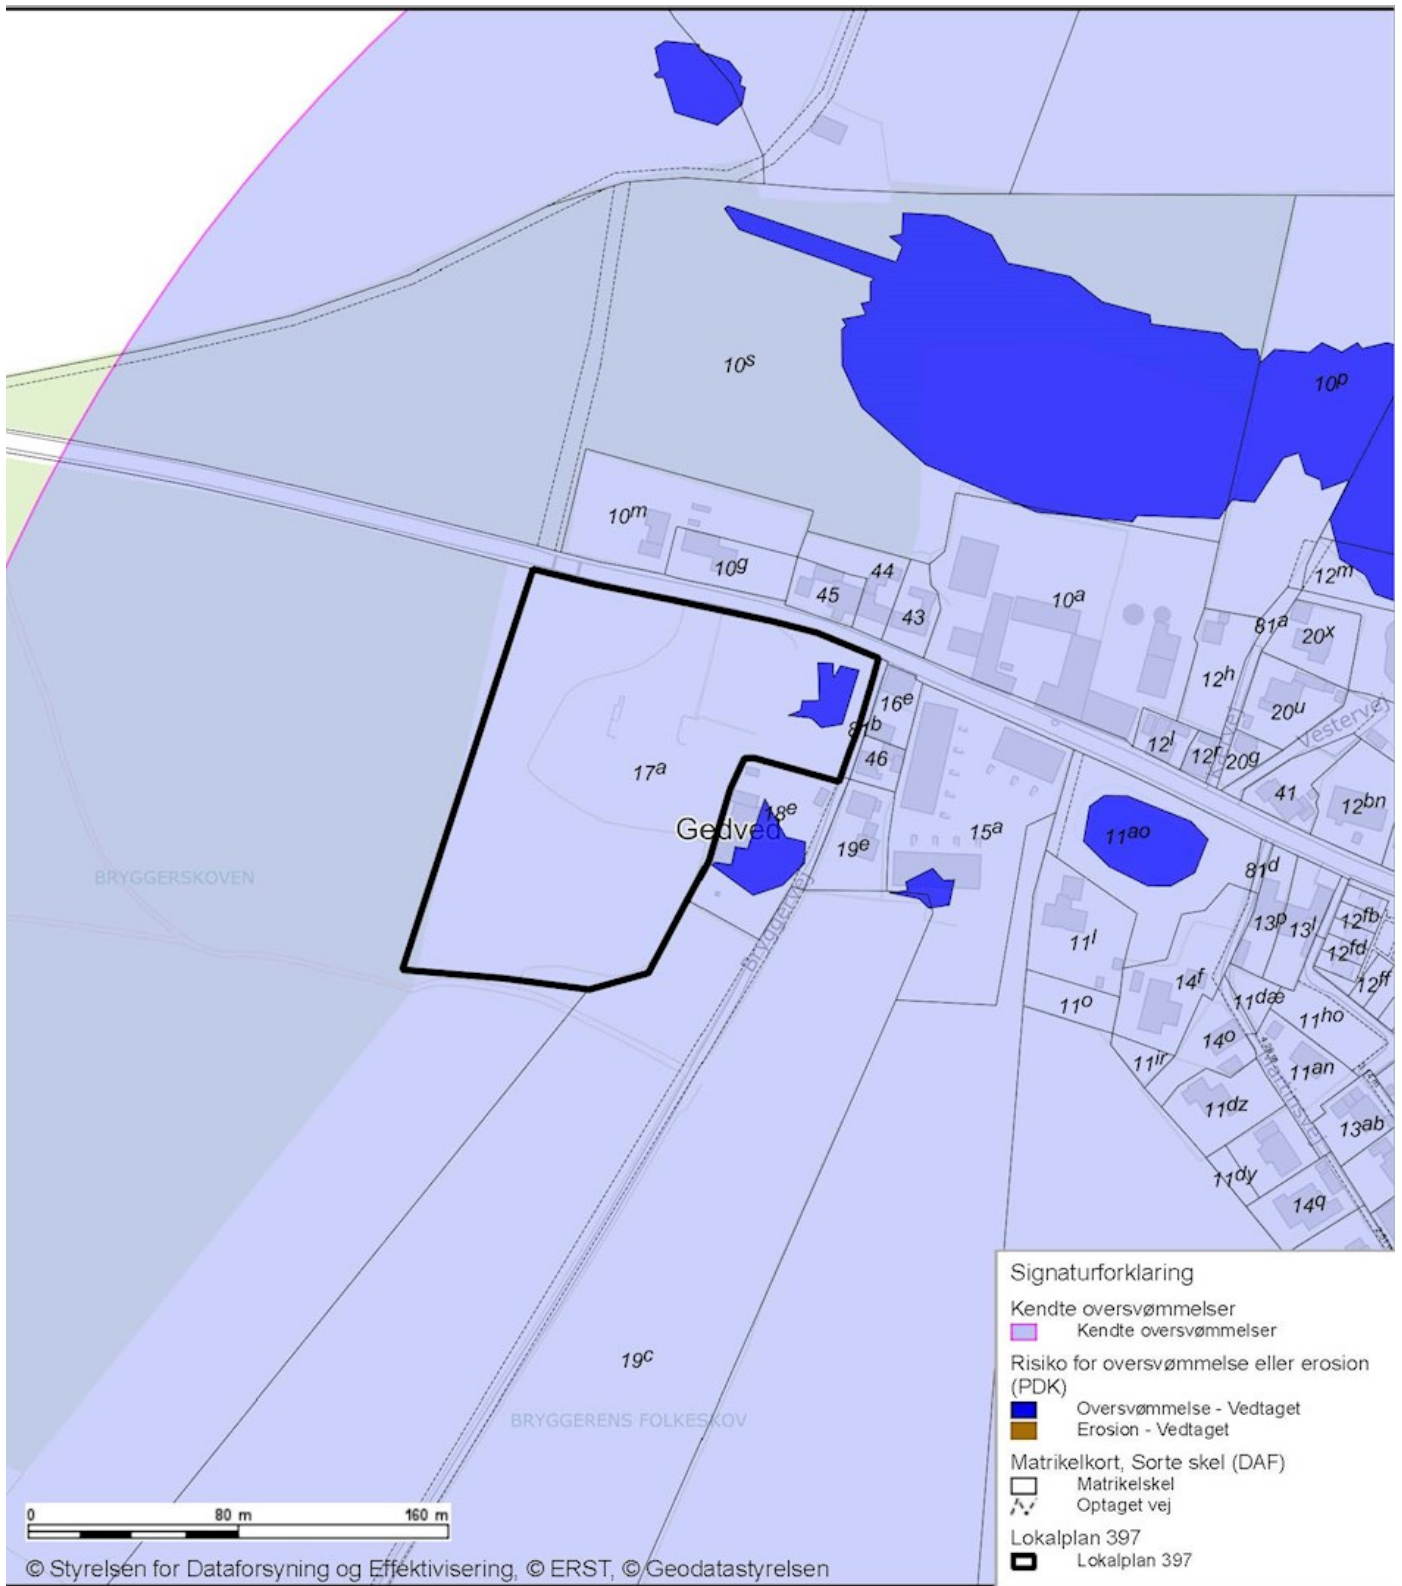 10s
10p
10m
10g
44
45
43
10a
12m
81a
20x
12h
16e
20u
Vestervej
81b
12l
12r
20g
46
17a
41
12bn
18e
Gedved
15a
11ao
19e
81d
BRYGGERSKOVEN
12fb
13p
13l
11l
12fd
Bryggervej
14f
12ff
11o
11dæ
11ho
14o
11ir
11an
Martinsvej
11dz
13ab
11dy
14q
19c
BRYGGERENS FOLKESKOV
Signaturforklaring
Kendte oversvømmelser
Kendte oversvømmelser
Risiko for oversvømmelse eller erosion
(PDK)
Oversvømmelse - Vedtaget
Erosion - Vedtaget
Matrikelkort, Sorte skel (DAF)
Matrikelskel
Optaget vej
Lokalplan 397
Lokalplan 397
0 80 m 160 m
© Styrelsen for Dataforsyning og Effektivisering, © ERST, © Geodatastyrelsen